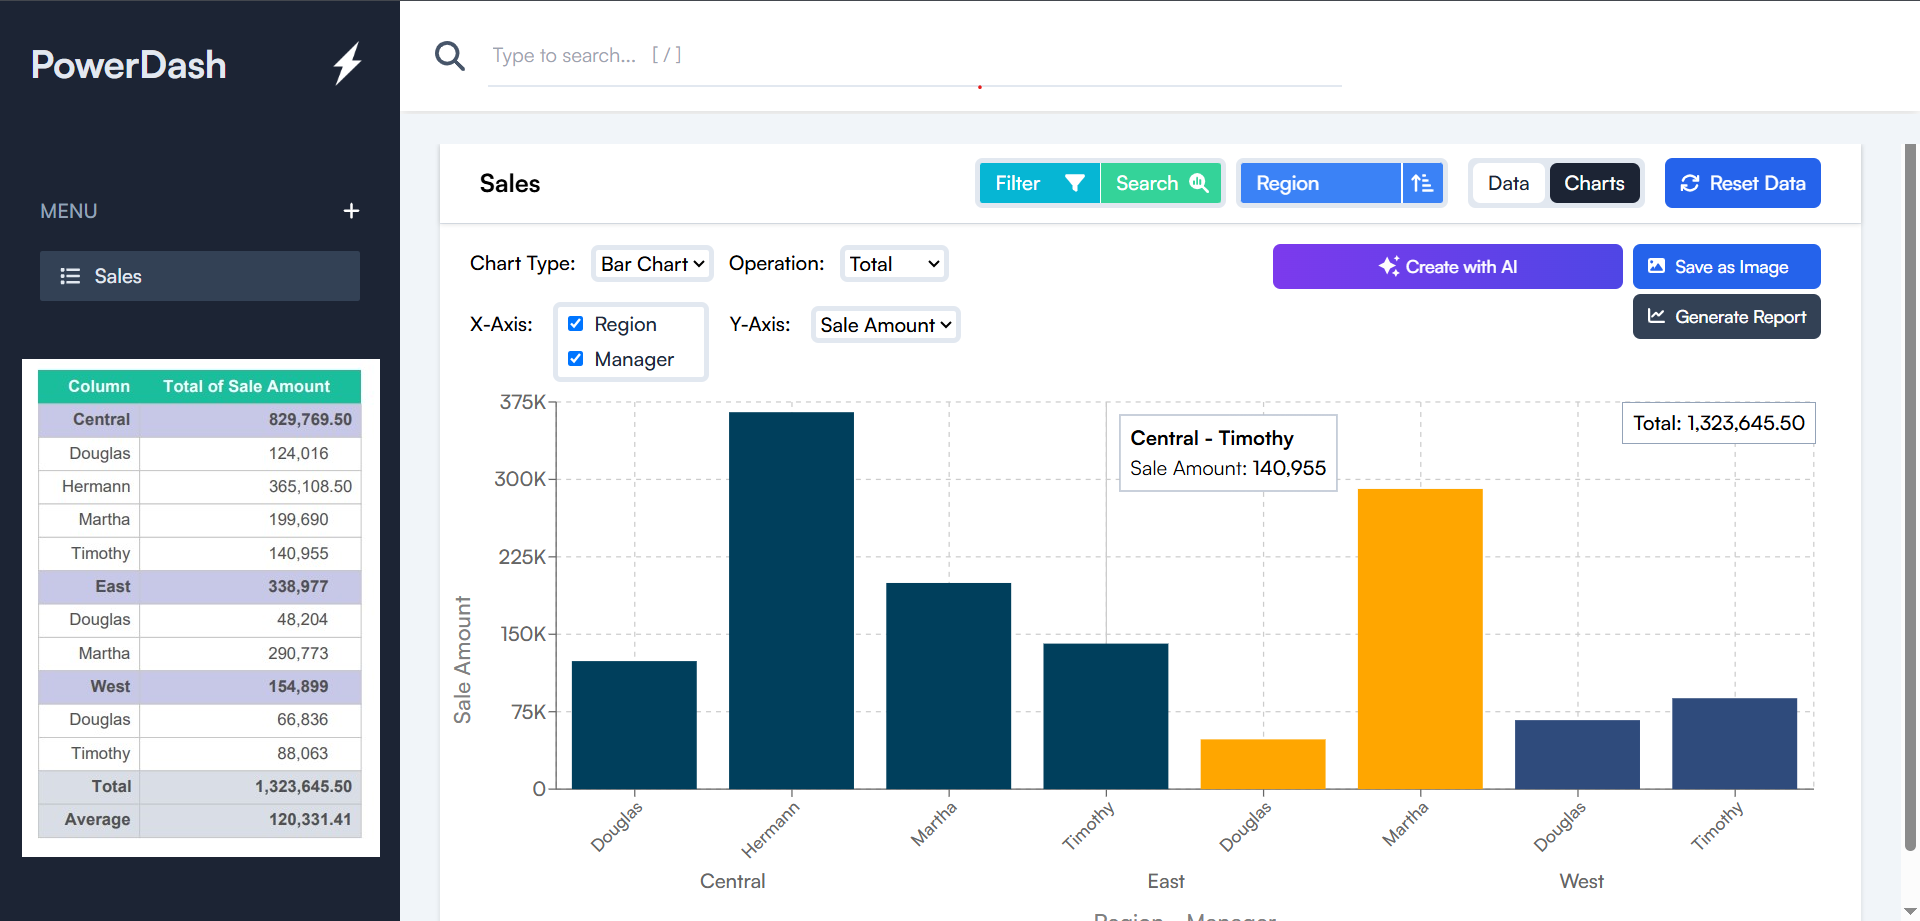 PowerDash
Type to search... [ / ]
MENU +
Sales
Column Total of Sale Amount
Central 829,769.50
Douglas 124,016
Hermann 365,108.50
Martha 199,690
Timothy 140,955
East 338,977
Douglas 48,204
Martha 290,773
West 154,899
Douglas 66,836
Timothy 88,063
Total 1,323,645.50
Average 120,331.41
Sales
Filter Search Region Data Charts Reset Data
Chart Type: Bar Chart Operation: Total Create with AI Save as Image
Generate Report
X-Axis: Region Y-Axis: Sale Amount
Manager
375K
Total: 1,323,645.50
Central - Timothy
Sale Amount: 140,955
300K
225K
150K
75K
0
Sale Amount
Douglas Hermann Martha Timothy Douglas Martha Douglas Timothy
Central East West
Region - Manager